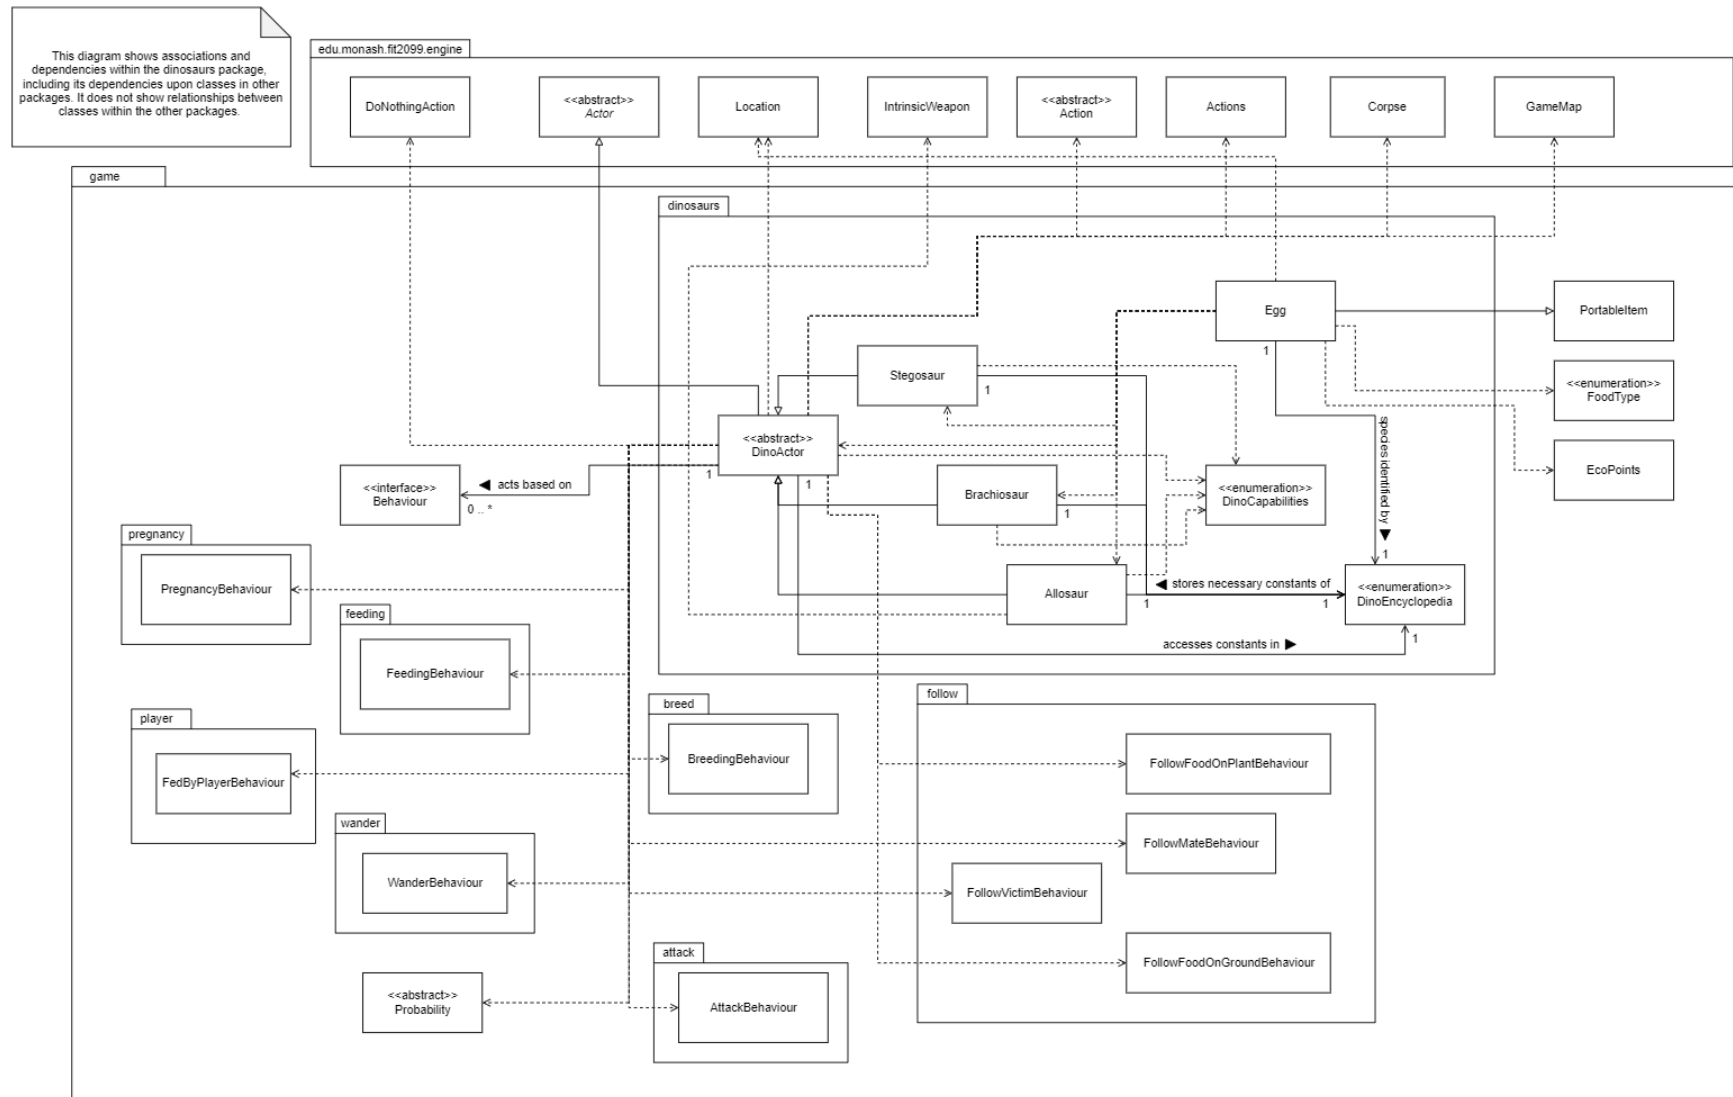 This diagram shows associations and
dependencies within the dinosaurs package,
including its dependencies upon classes in other
packages. It does not show relationships between
classes within the other packages.
edu.monash.fit2099.engine
DoNothingAction
<<abstract>>
Actor
Location
IntrinsicWeapon
<<abstract>>
Action
Actions
Corpse
GameMap
game
dinosaurs
Egg
1
PortableItem
Stegosaur
1
<<enumeration>>
FoodType
<<abstract>>
DinoActor
1
1
<<interface>>
Behaviour
◀ acts based on
0 .. *
Brachiosaur
1
<<enumeration>>
DinoCapabilities
species identified by ▶
1
EcoPoints
pregnancy
PregnancyBehaviour
Allosaur
1
◀ stores necessary constants of
1
<<enumeration>>
DinoEncyclopedia
1
accesses constants in ▶
feeding
FeedingBehaviour
player
FedByPlayerBehaviour
breed
BreedingBehaviour
follow
FollowFoodOnPlantBehaviour
FollowMateBehaviour
FollowVictimBehaviour
FollowFoodOnGroundBehaviour
wander
WanderBehaviour
<<abstract>>
Probability
attack
AttackBehaviour